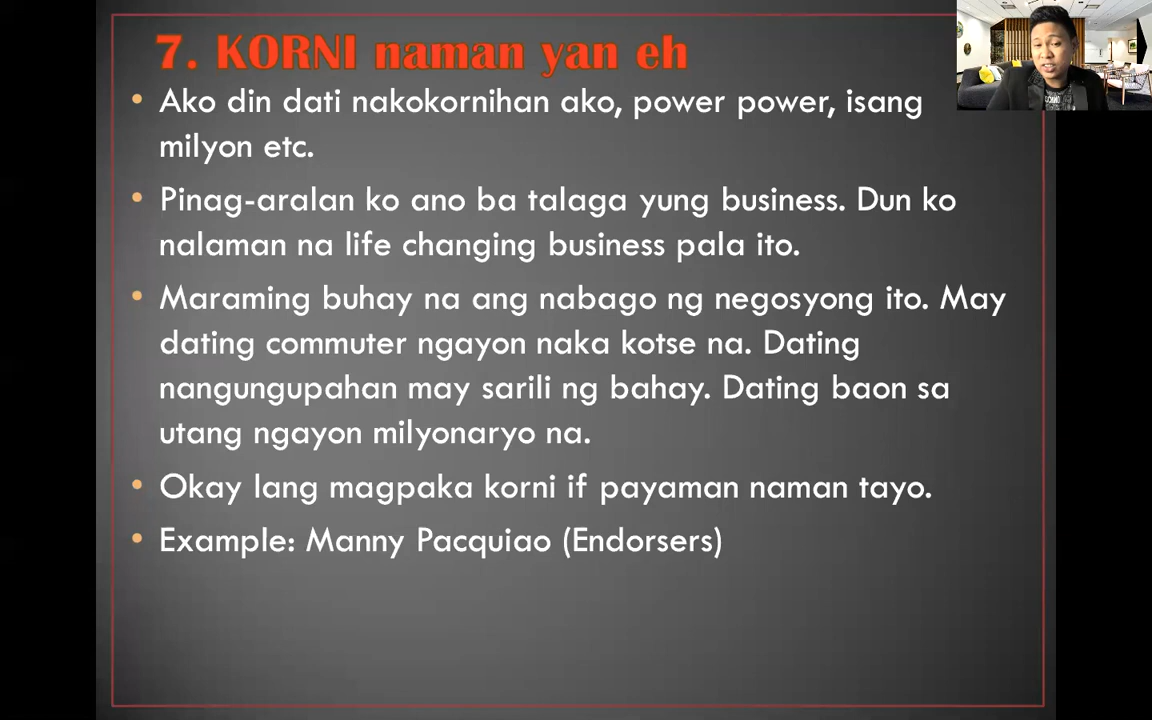 7. KORNI naman yan eh
• Ako din dati nakokornihan ako, power power, isang
milyon etc.
• Pinag-aralan ko ano ba talaga yung business. Dun ko
nalaman na life changing business pala ito.
• Maraming buhay na ang nabago ng negosyong ito. May
dating commuter ngayon naka kotse na. Dating
nangungupahan may sarili ng bahay. Dating baon sa
utang ngayon milyonaryo na.
• Okay lang magpaka korni if payaman naman tayo.
• Example: Manny Pacquiao (Endorsers)